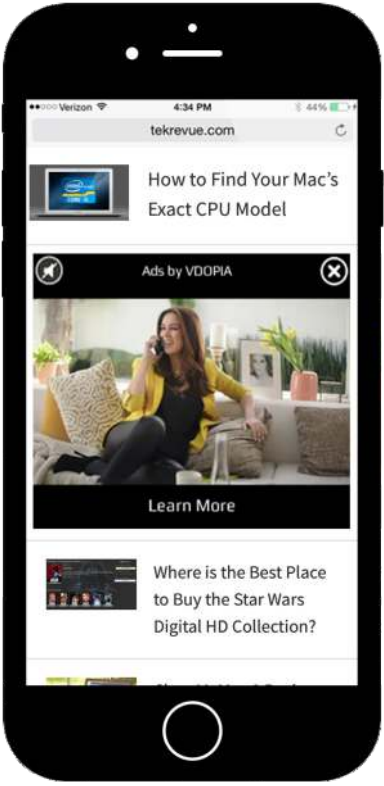 Verizon 4:34 PM 44%
tekrevue.com
How to Find Your Mac's
Exact CPU Model
Ads by VDOPIA
Learn More
Where is the Best Place
to Buy the Star Wars
Digital HD Collection?